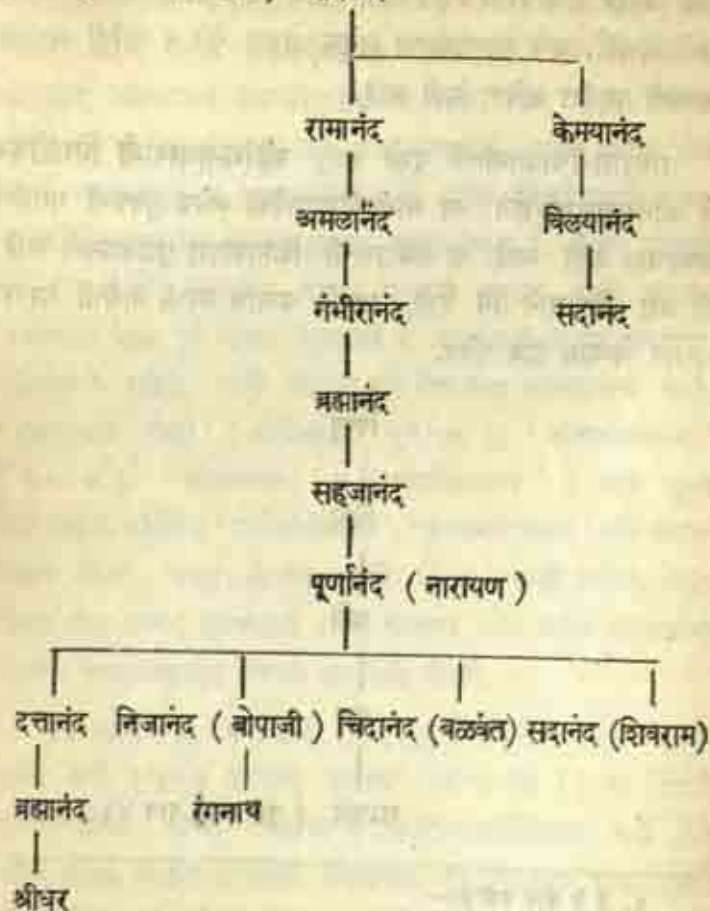 रामानंद केमयानंद
अमलानंद विलयानंद
गंभीरानंद सदानंद
ब्रह्मानंद
सहजानंद
पूर्णानंद ( नारायण )
दत्तानंद निजानंद ( बोपाजी ) चिदानंद (बळवंत) सदानंद (शिवराम)
ब्रह्मानंद रंगनाथ
श्रीधर